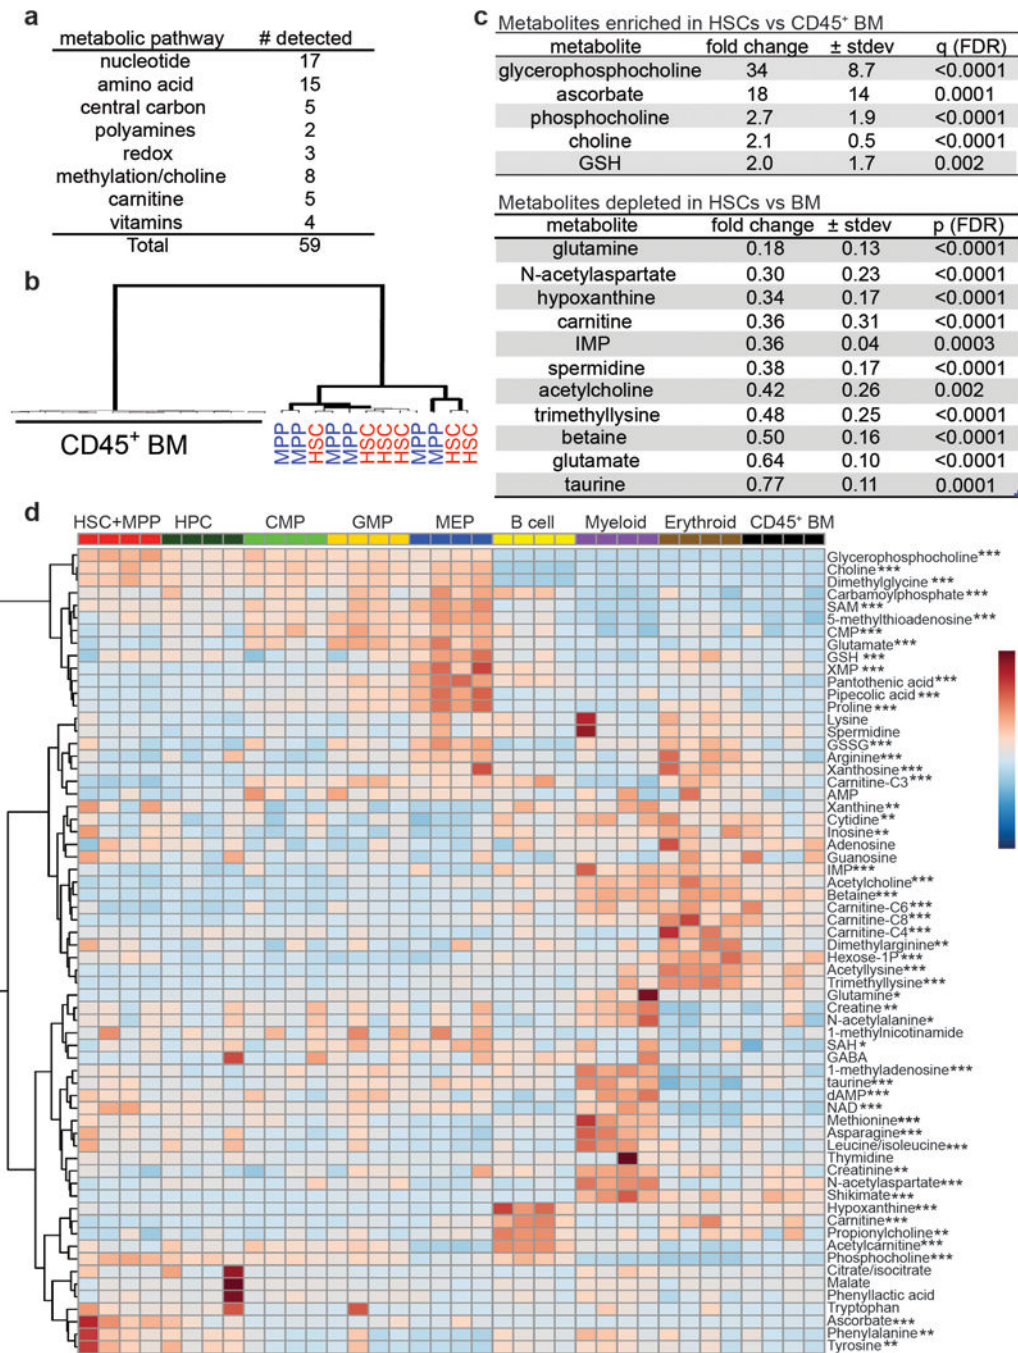 a
metabolic pathway # detected
nucleotide 17
amino acid 15
central carbon 5
polyamines 2
redox 3
methylation/choline 8
carnitine 5
vitamins 4
Total 59
b
CD45⁺ BM
MPP MPP HSC MPP MPP HSC HSC HSC MPP MPP HSC HSC
c
Metabolites enriched in HSCs vs CD45⁺ BM
metabolite fold change ± stdev q (FDR)
glycerophosphocholine 34 8.7 <0.0001
ascorbate 18 14 0.0001
phosphocholine 2.7 1.9 <0.0001
choline 2.1 0.5 <0.0001
GSH 2.0 1.7 0.002
Metabolites depleted in HSCs vs BM
metabolite fold change ± stdev p (FDR)
glutamine 0.18 0.13 <0.0001
N-acetylaspartate 0.30 0.23 <0.0001
hypoxanthine 0.34 0.17 <0.0001
carnitine 0.36 0.31 <0.0001
IMP 0.36 0.04 0.0003
spermidine 0.38 0.17 <0.0001
acetylcholine 0.42 0.26 0.002
trimethyllysine 0.48 0.25 <0.0001
betaine 0.50 0.16 <0.0001
glutamate 0.64 0.10 <0.0001
taurine 0.77 0.11 0.0001
d
HSC+MPP HPC CMP GMP MEP B cell Myeloid Erythroid CD45⁺ BM
Glycerophosphocholine***
Choline***
Dimethylglycine***
Carbamoylphosphate***
SAM***
5-methylthioadenosine***
CMP***
Glutamate***
GSH***
XMP***
Pantothenic acid***
Pipecolic acid***
Proline***
Lysine
Spermidine
GSSG***
Arginine***
Xanthosine***
Carnitine-C3***
AMP
Xanthine**
Cytidine**
Inosine**
Adenosine
Guanosine
IMP***
Acetylcholine***
Betaine***
Carnitine-C6***
Carnitine-C8***
Carnitine-C4***
Dimethylarginine**
Hexose-1P***
Acetyllysine***
Trimethyllysine***
Glutamine*
Creatine**
N-acetylalanine*
1-methylnicotinamide
SAH*
GABA
1-methyladenosine***
taurine***
dAMP***
NAD***
Methionine***
Asparagine***
Leucine/isoleucine***
Thymidine
Creatinine**
N-acetylaspartate***
Shikimate***
Hypoxanthine***
Carnitine***
Propionylcholine**
Acetylcarnitine***
Phosphocholine***
Citrate/isocitrate
Malate
Phenyllactic acid
Tryptophan
Ascorbate***
Phenylalanine**
Tyrosine**